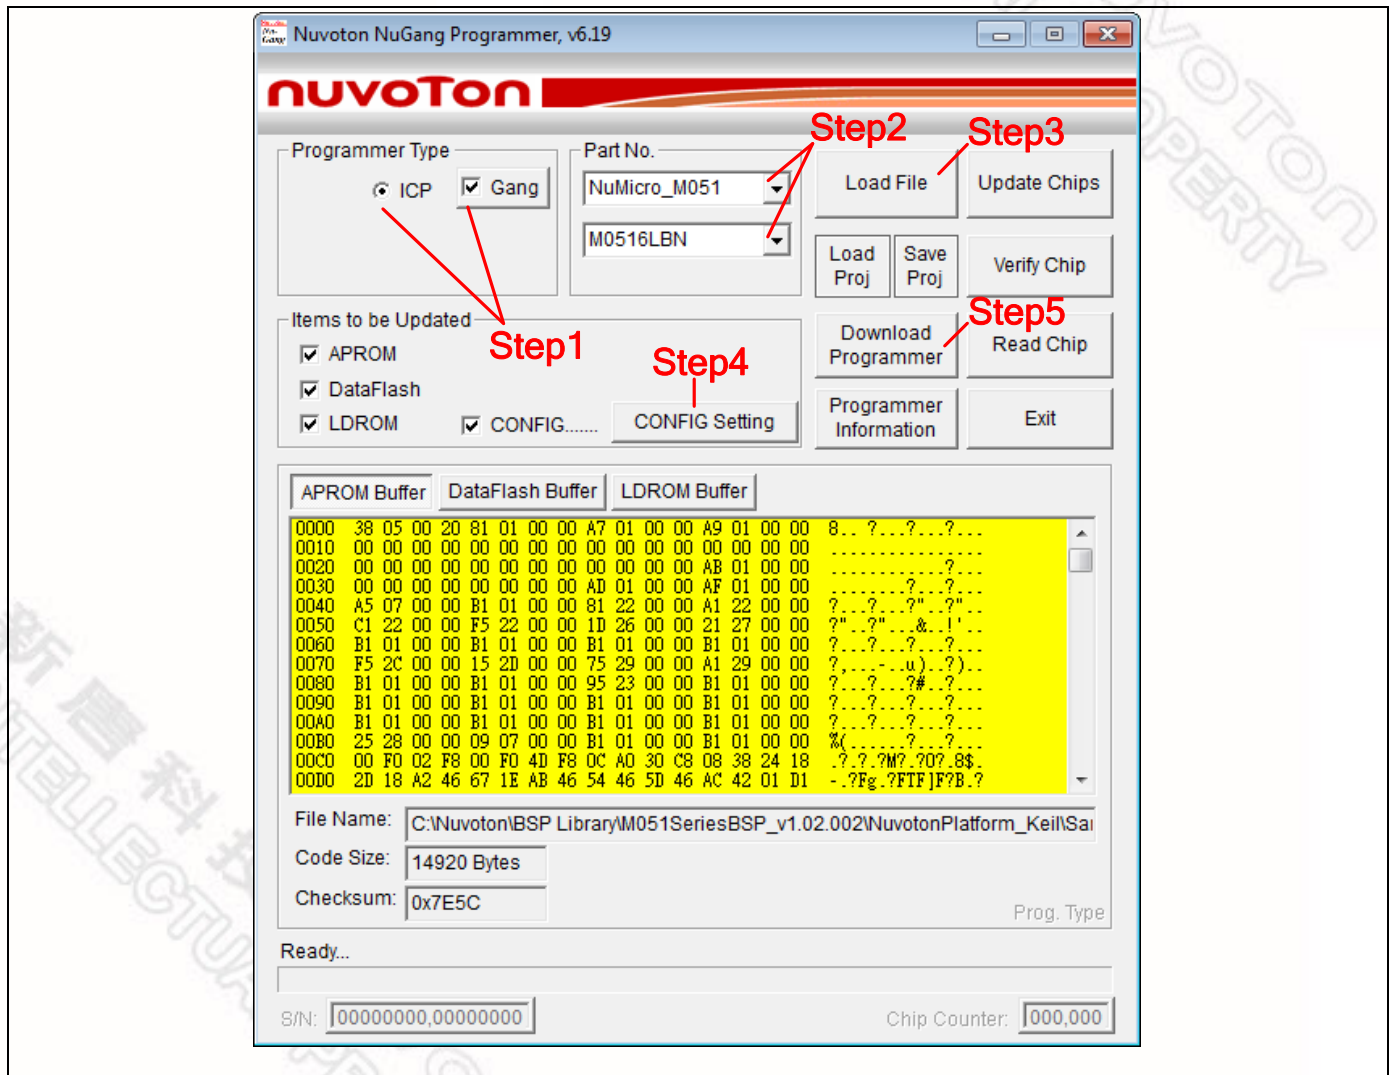 Nuvoton NuGang Programmer, v6.19
nuvoTon
Step2
Step3
Programmer Type
Part No.
ICP
Gang
NuMicro_M051
Load File
Update Chips
M0516LBN
Load Proj
Save Proj
Verify Chip
Step1
Items to be Updated
Step4
Step5
APROM
Download Programmer
Read Chip
DataFlash
LDROM
CONFIG.......
CONFIG Setting
Programmer Information
Exit
APROM Buffer
DataFlash Buffer
LDROM Buffer
0000 38 05 00 20 81 01 00 00 A7 01 00 00 A9 01 00 00 8.. ?...?...?...
0010 00 00 00 00 00 00 00 00 00 00 00 00 00 00 00 00 ................
0020 00 00 00 00 00 00 00 00 00 00 00 00 AB 01 00 00 ............?...
0030 00 00 00 00 00 00 00 00 AD 01 00 00 AF 01 00 00 ........?...?...
0040 A5 07 00 00 B1 01 00 00 81 22 00 00 A1 22 00 00 ?...?...?"..?"..
0050 C1 22 00 00 F5 22 00 00 1D 26 00 00 21 27 00 00 ?"..?"...&..!'..
0060 B1 01 00 00 B1 01 00 00 B1 01 00 00 B1 01 00 00 ?...?...?...?...
0070 F5 2C 00 00 15 2D 00 00 75 29 00 00 A1 29 00 00 ?,...-..u)..?)..
0080 B1 01 00 00 B1 01 00 00 95 23 00 00 B1 01 00 00 ?...?...?#..?...
0090 B1 01 00 00 B1 01 00 00 B1 01 00 00 B1 01 00 00 ?...?...?...?...
00A0 B1 01 00 00 B1 01 00 00 B1 01 00 00 B1 01 00 00 ?...?...?...?...
00B0 25 28 00 00 09 07 00 00 B1 01 00 00 B1 01 00 00 %(......?...?...
00C0 00 F0 02 F8 00 F0 4D F8 0C A0 30 C8 08 38 24 18 .?.?.?M?.?0?.8$.
00D0 2D 18 A2 46 67 1E AB 46 54 46 5D 46 AC 42 01 D1 -.?Fg.?FTF]F?B.?
File Name: C:\Nuvoton\BSP Library\M051SeriesBSP_v1.02.002\NuvotonPlatform_Keil\Sa
Code Size: 14920 Bytes
Checksum: 0x7E5C
Prog. Type
Ready...
S/N: 00000000,00000000
Chip Counter: 000,000